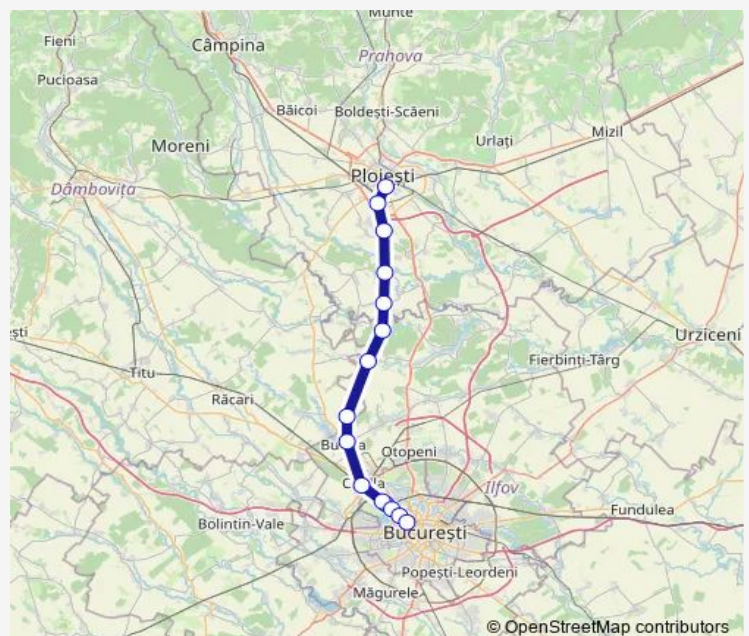 Munte
Fieni
Câmpina
Prahova
Pucioasa
Băicoi
Boldești-Scăeni
Mizil
Urlați
Moreni
Ploiești
Dâmbovița
Urziceni
Fierbinți-Târg
Titu
Răcari
Otopeni
Ilfov
Fundulea
Bolintin-Vale
București
Popești-Leordeni
Măgurele
© OpenStreetMap contributors